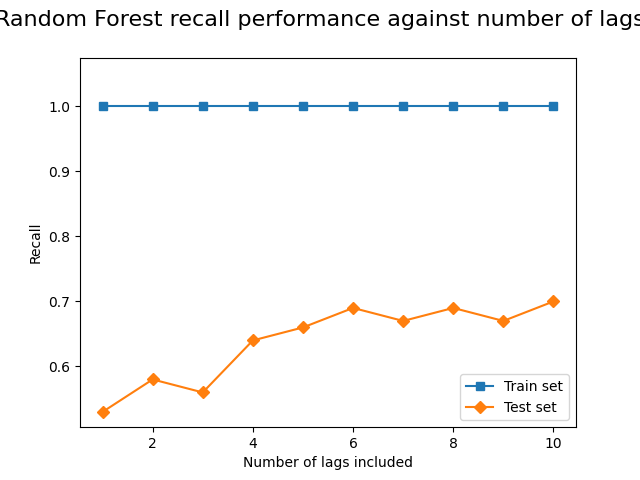 Random Forest recall performance against number of lags
1.0
0.9
0.8
0.7
0.6
Recall
Train set
Test set
2 4 6 8 10
Number of lags included